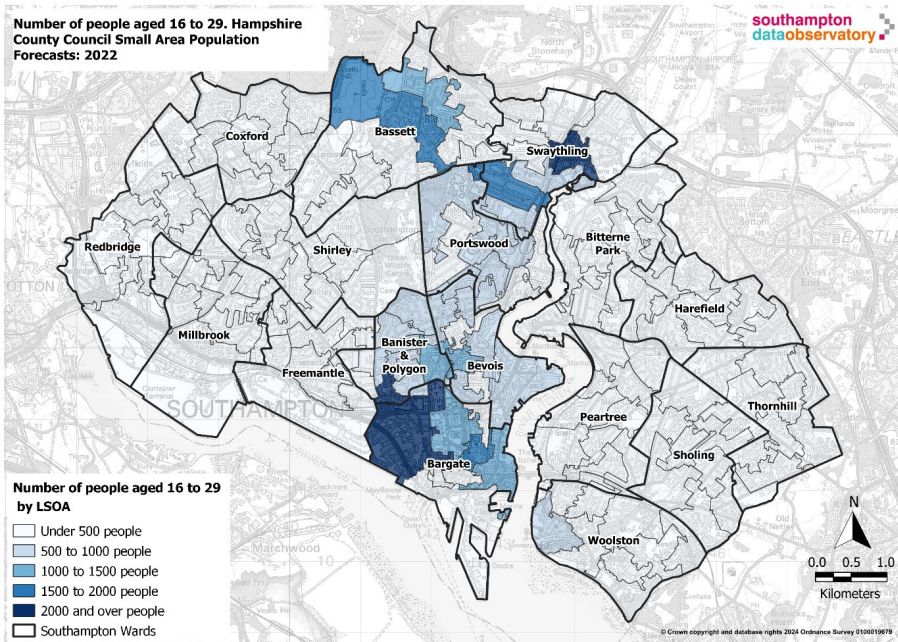 Number of people aged 16 to 29. Hampshire
County Council Small Area Population
Forecasts: 2022
southampton
dataobservatory
Coxford
Bassett
Swaythling
Redbridge
Shirley
Portswood
Bitterne
Park
Harefield
Millbrook
Banister
&
Polygon
Freemantle
Bevois
SOUTHAMPTON
Peartree
Thornhill
Sholing
Bargate
Woolston
Marchwood
Number of people aged 16 to 29
by LSOA
Under 500 people
500 to 1000 people
1000 to 1500 people
1500 to 2000 people
2000 and over people
Southampton Wards
N
0.0 0.5 1.0
Kilometers
© Crown copyright and database rights 2024 Ordnance Survey 0100019679